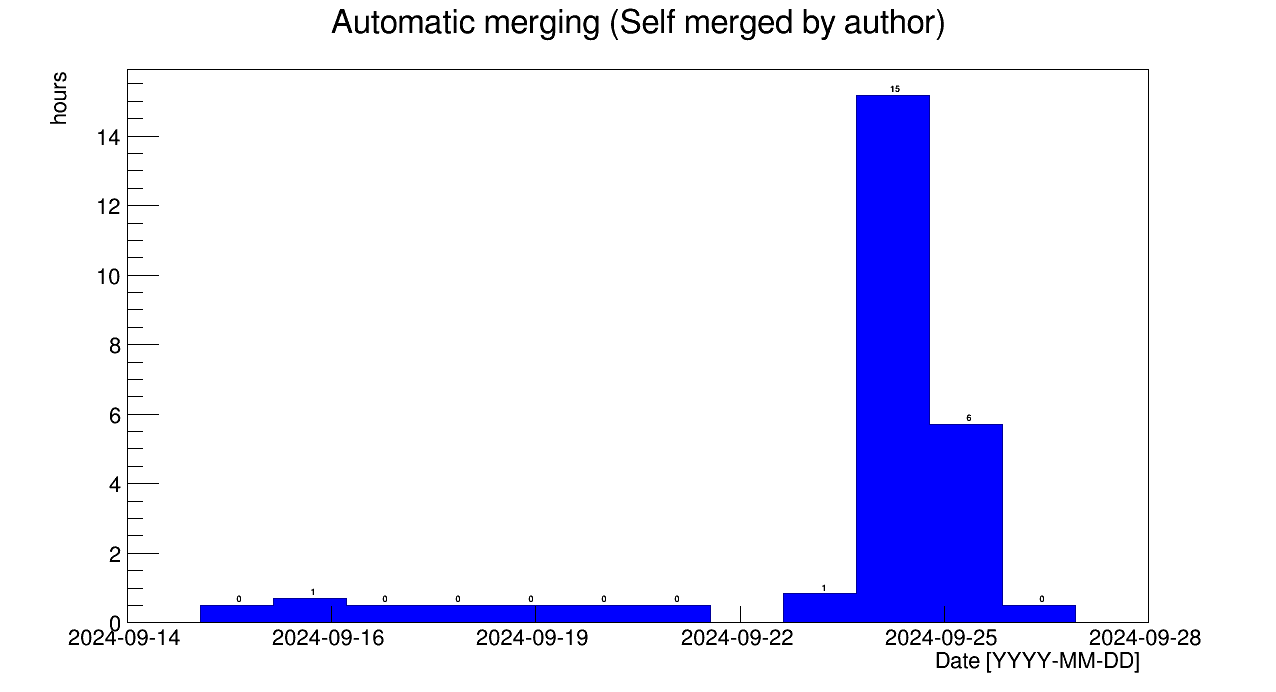 Automatic merging (Self merged by author)
hours
14
12
10
8
6
4
2
0
15
6
0 1 0 0 0 0 0 1 0
2024-09-14 2024-09-16 2024-09-19 2024-09-22 2024-09-25 2024-09-28
Date [YYYY-MM-DD]